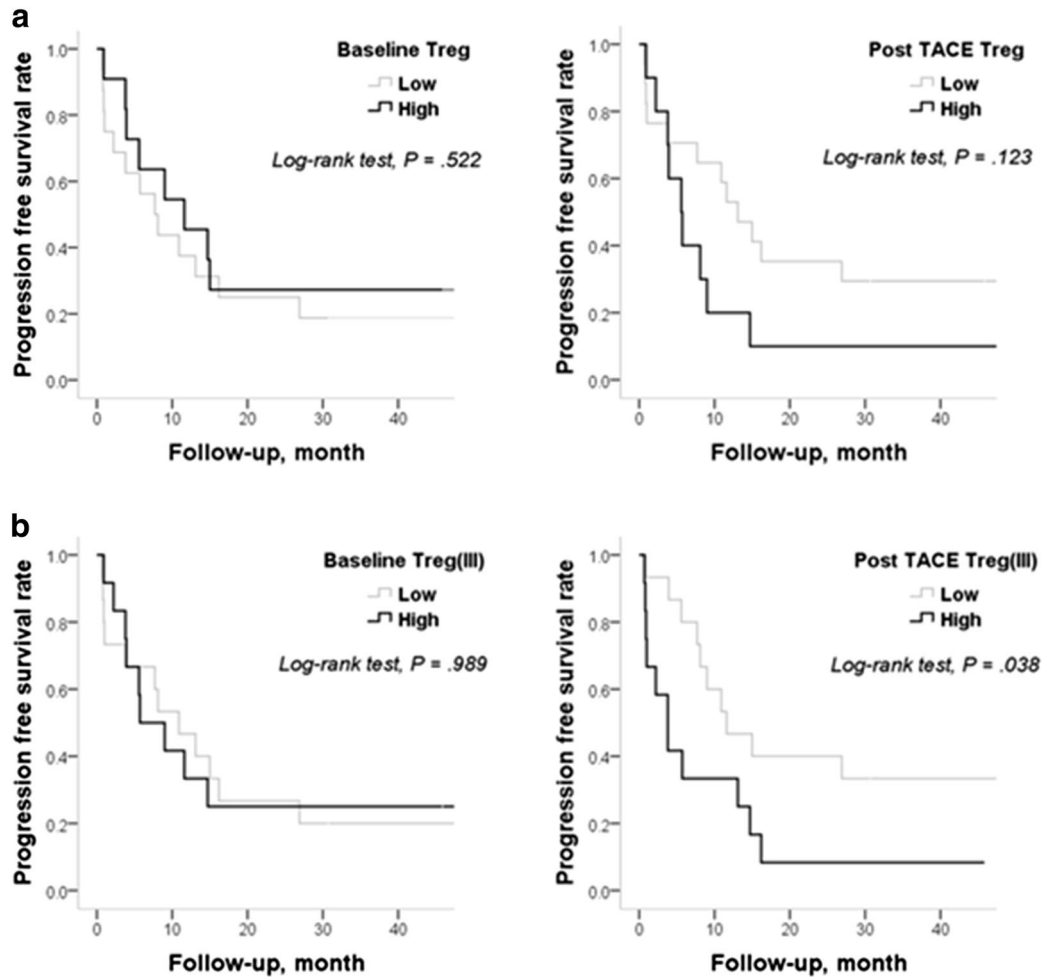 a
Baseline Treg
Low
High
Log-rank test, P = .522
Progression free survival rate
1.0
0.8
0.6
0.4
0.2
0.0
0 10 20 30 40
Follow-up, month
Post TACE Treg
Low
High
Log-rank test, P = .123
Progression free survival rate
1.0
0.8
0.6
0.4
0.2
0.0
0 10 20 30 40
Follow-up, month
b
Baseline Treg(III)
Low
High
Log-rank test, P = .989
Progression free survival rate
1.0
0.8
0.6
0.4
0.2
0.0
0 10 20 30 40
Follow-up, month
Post TACE Treg(III)
Low
High
Log-rank test, P = .038
Progression free survival rate
1.0
0.8
0.6
0.4
0.2
0.0
0 10 20 30 40
Follow-up, month